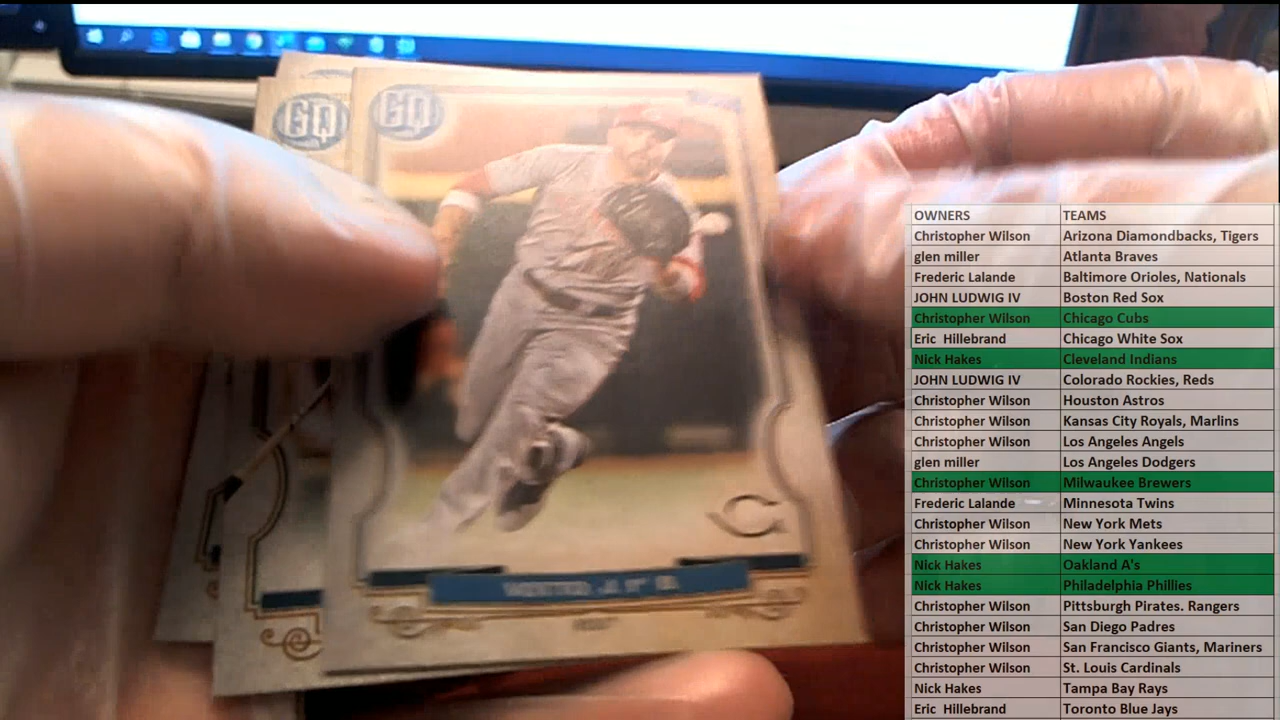 GQ
GQ
C
OWNERS TEAMS
Christopher Wilson Arizona Diamondbacks, Tigers
glen miller Atlanta Braves
Frederic Lalande Baltimore Orioles, Nationals
JOHN LUDWIG IV Boston Red Sox
Christopher Wilson Chicago Cubs
Eric Hillebrand Chicago White Sox
Nick Hakes Cleveland Indians
JOHN LUDWIG IV Colorado Rockies, Reds
Christopher Wilson Houston Astros
Christopher Wilson Kansas City Royals, Marlins
Christopher Wilson Los Angeles Angels
glen miller Los Angeles Dodgers
Christopher Wilson Milwaukee Brewers
Frederic Lalande Minnesota Twins
Christopher Wilson New York Mets
Christopher Wilson New York Yankees
Nick Hakes Oakland A's
Nick Hakes Philadelphia Phillies
Christopher Wilson Pittsburgh Pirates. Rangers
Christopher Wilson San Diego Padres
Christopher Wilson San Francisco Giants, Mariners
Christopher Wilson St. Louis Cardinals
Nick Hakes Tampa Bay Rays
Eric Hillebrand Toronto Blue Jays